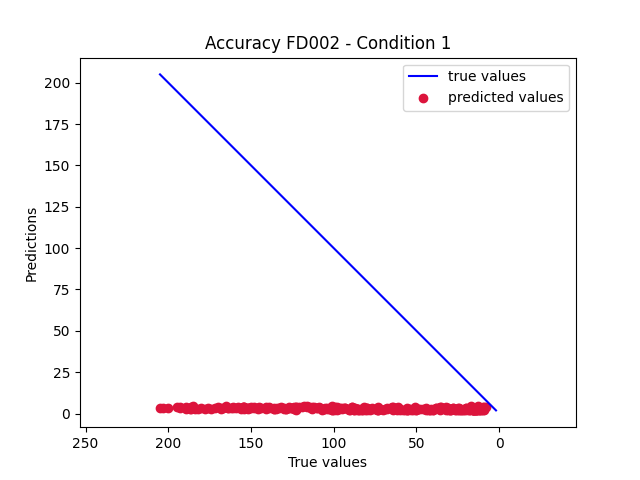 Accuracy FD002 - Condition 1
true values
predicted values
Predictions
200
175
150
125
100
75
50
25
0
250 200 150 100 50 0
True values